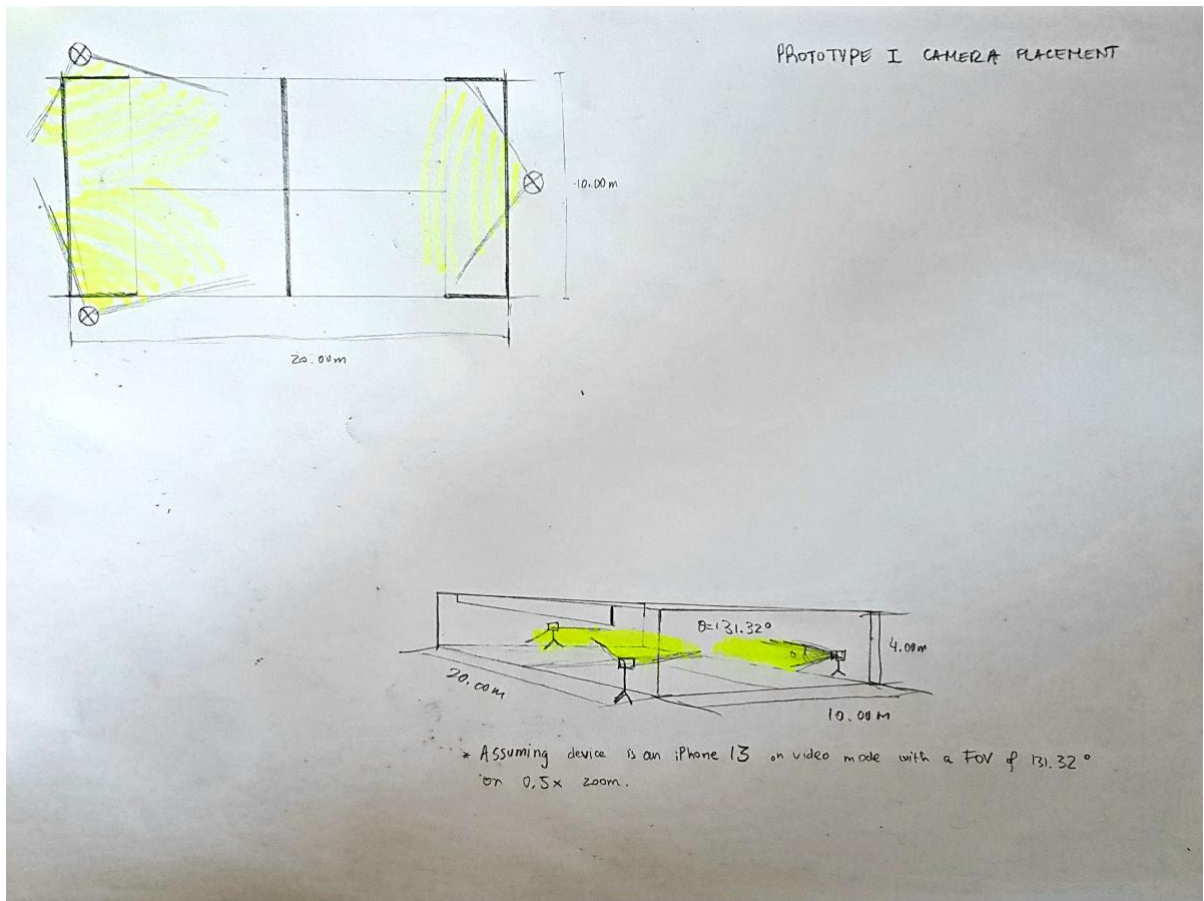 PROTOTYPE I CAMERA PLACEMENT
10.00m
20.00m
θ=131.32°
4.00m
20.00m
10.00m
* Assuming device is an iPhone 13 on video mode with a FOV of 131.32°
on 0.5x zoom.